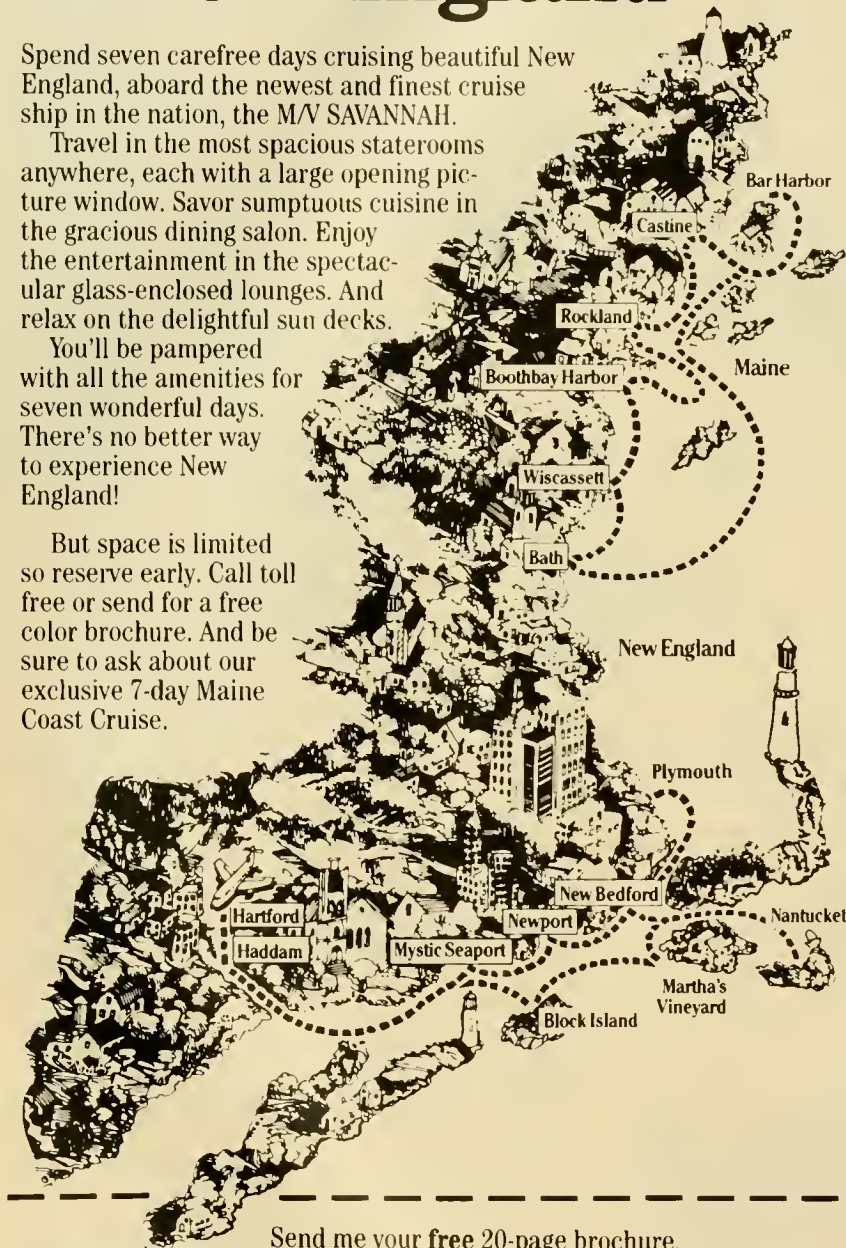 Spend seven carefree days cruising beautiful New
England, aboard the newest and finest cruise
ship in the nation, the M/V SAVANNAH.
Travel in the most spacious staterooms
anywhere, each with a large opening pic-
ture window. Savor sumptuous cuisine in
the gracious dining salon. Enjoy
the entertainment in the spectac-
ular glass-enclosed lounges. And
relax on the delightful sun decks.
You'll be pampered
with all the amenities for
seven wonderful days.
There's no better way
to experience New
England!
But space is limited
so reserve early. Call toll
free or send for a free
color brochure. And be
sure to ask about our
exclusive 7-day Maine
Coast Cruise.
Bar Harbor
Castine
Rockland
Maine
Boothbay Harbor
Wiscassett
Bath
New England
Plymouth
New Bedford
Nantucket
Hartford
Newport
Haddam
Mystic Seaport
Martha's
Vineyard
Block Island
Send me your free 20-page brochure.